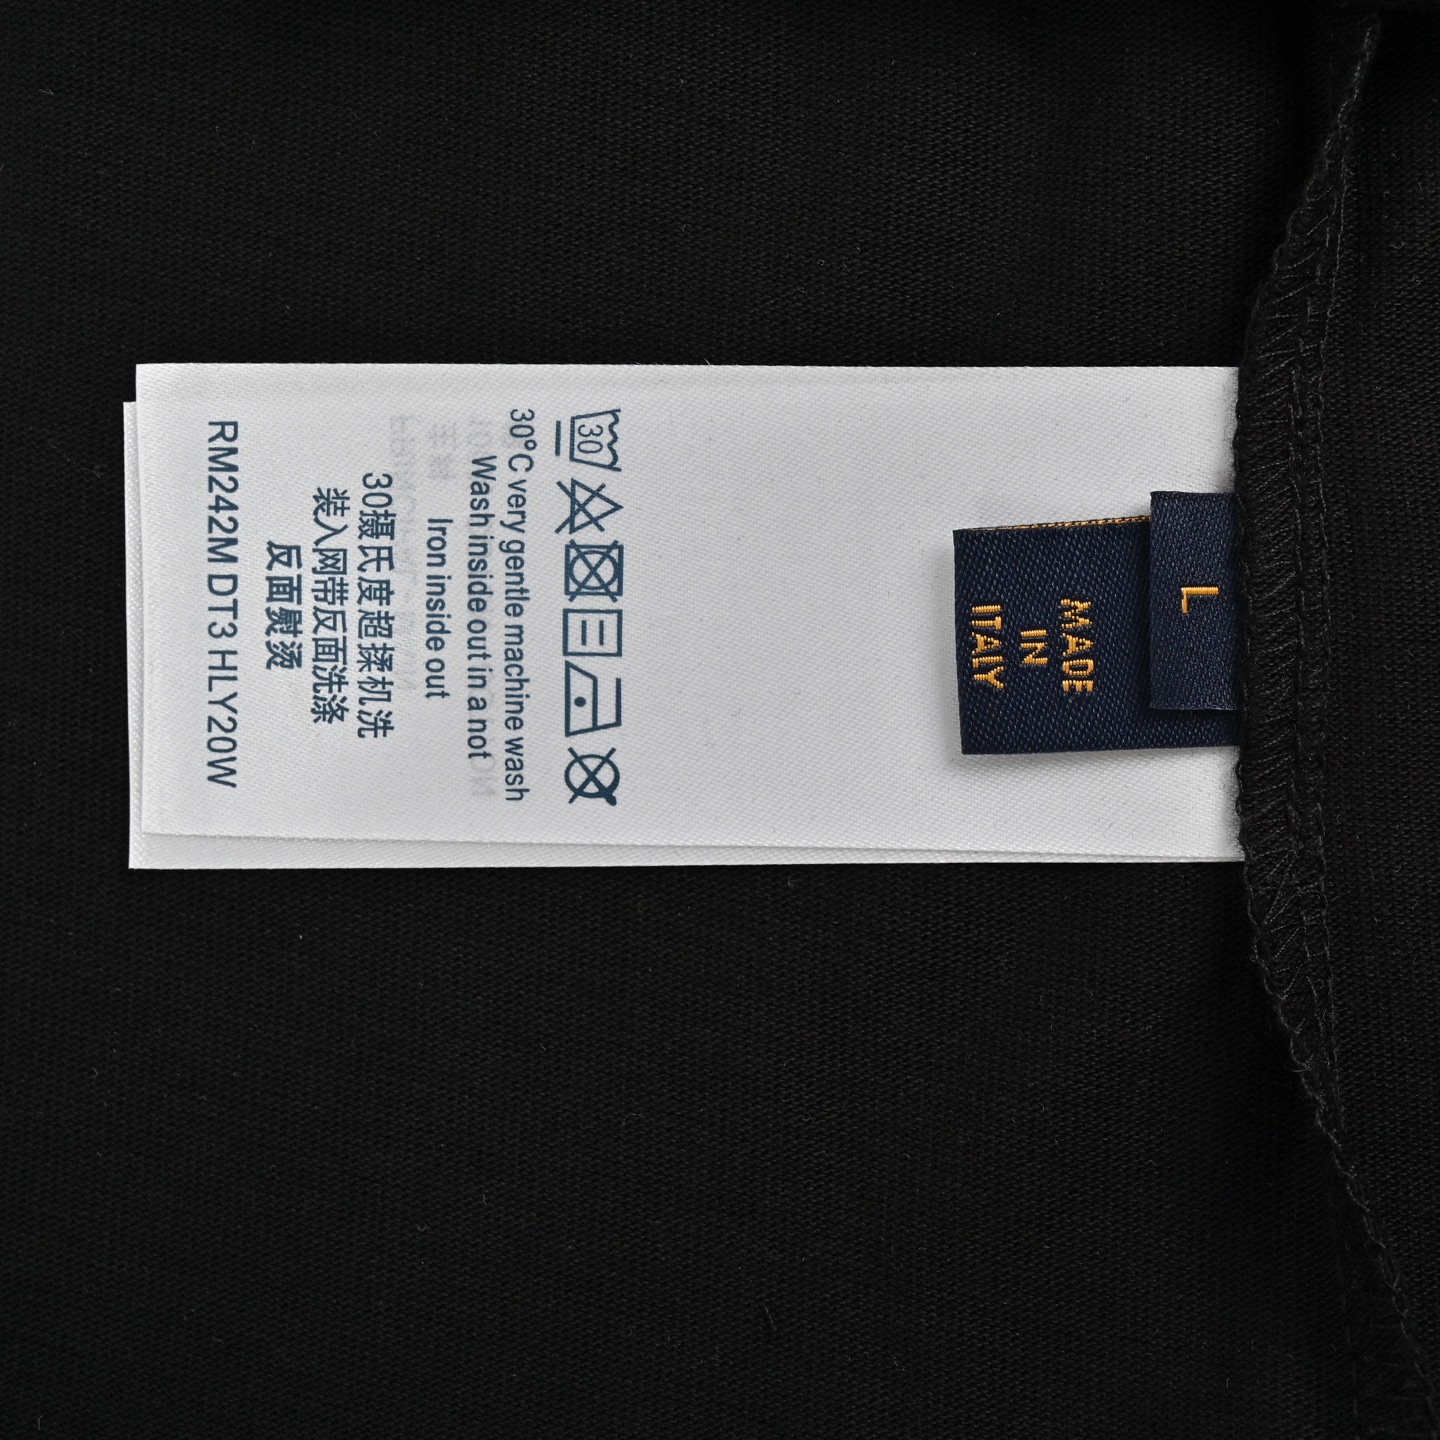 L
MADE
IN
ITALY
30
30°C very gentle machine wash
Wash inside out in a not
Iron inside out
30摄氏度超揉机洗
装入网带反面洗涤
反面熨烫
RM242M DT3 HLY20W